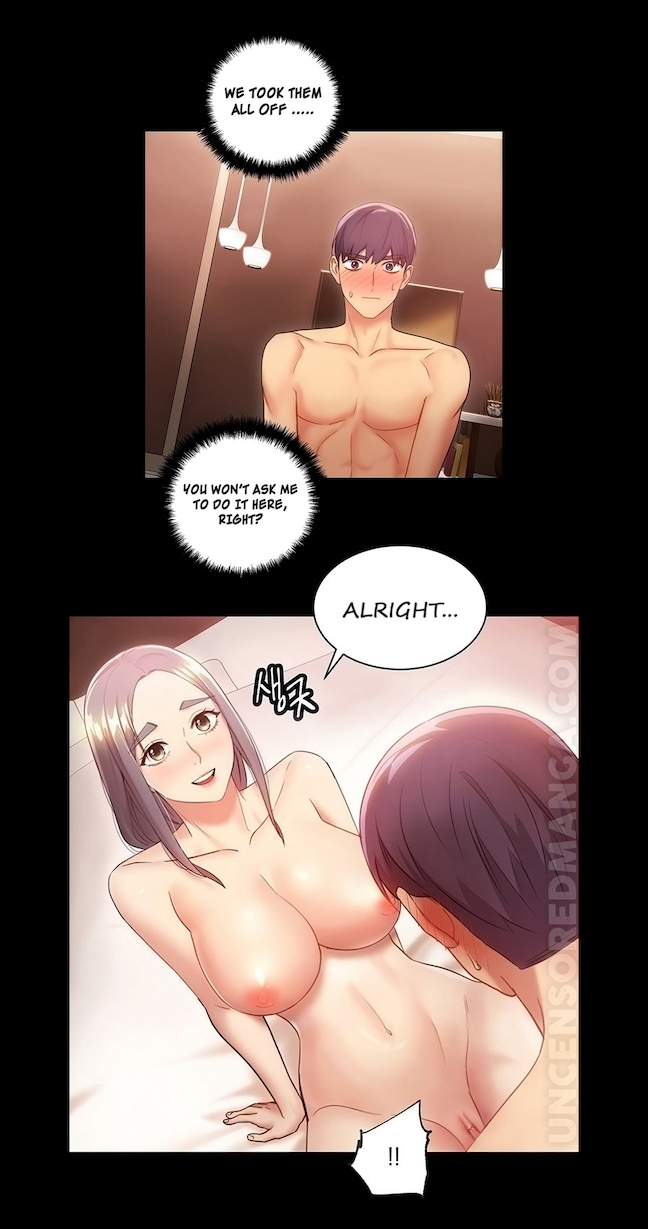 WE TOOK THEM
ALL OFF .....
YOU WON'T ASK ME
TO DO IT HERE,
RIGHT?
ALRIGHT...
생긋
!!
UNCENSOREDMANGA.COM